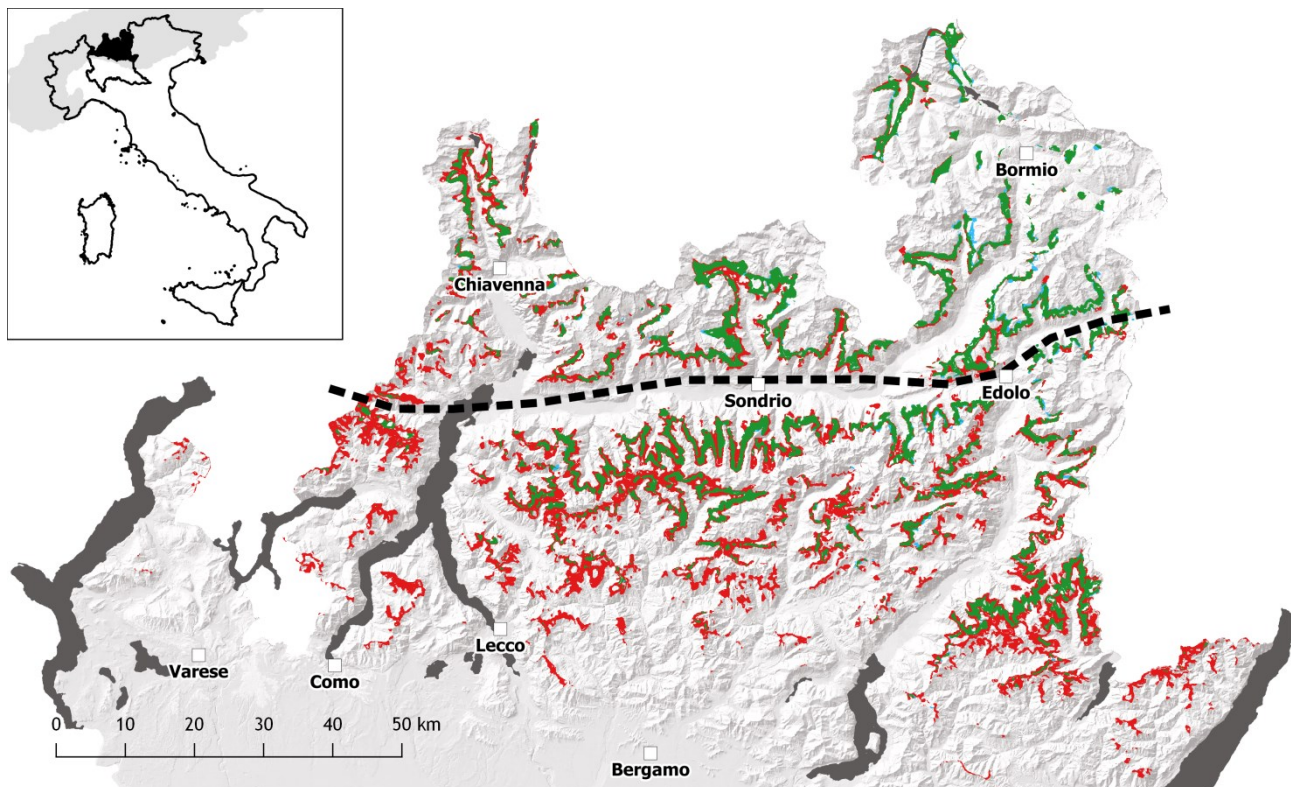 Bormio
Chiavenna
Sondrio
Edolo
Lecco
Varese
Como
0 10 20 30 40 50 km
Bergamo